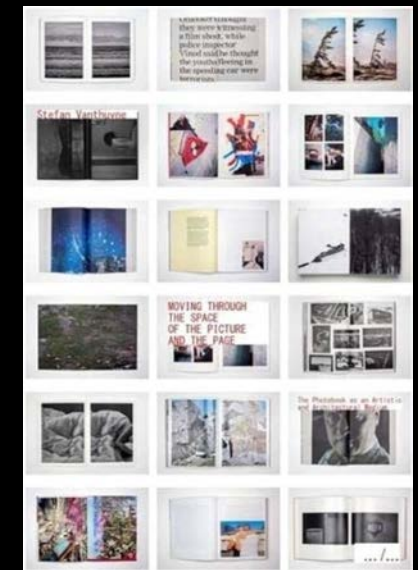 they were witnessing
a film shoot, while
police inspector
Vinod said he thought
the youths fleeing in
the speeding car were
terrorists.
Stefan Vanthuyne
MOVING THROUGH
THE SPACE
OF THE PICTURE
AND THE PAGE
The Photobook as an Artistic
and Architectural Medium
.../...